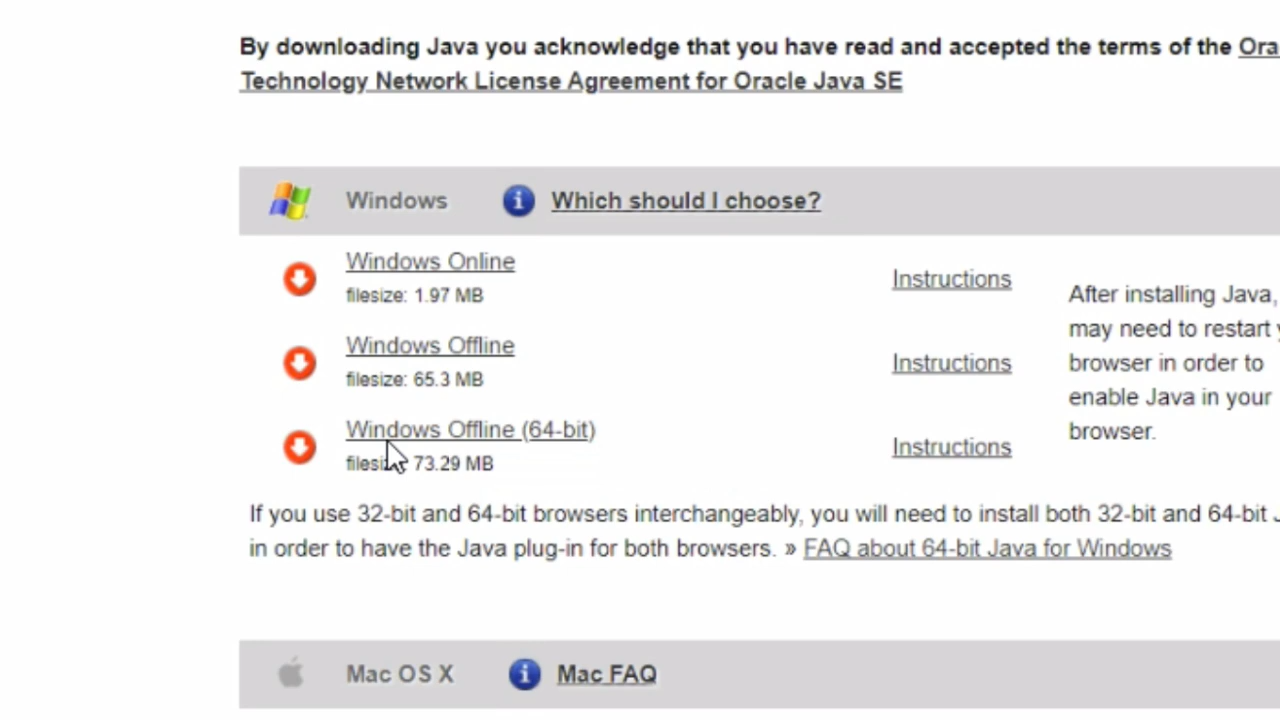 By downloading Java you acknowledge that you have read and accepted the terms of the Ora
Technology Network License Agreement for Oracle Java SE
Windows Which should I choose?
Windows Online
filesize: 1.97 MB
Instructions
Windows Offline
filesize: 65.3 MB
Instructions
Windows Offline (64-bit)
73.29 MB
Instructions
After installing Java,
may need to restart
browser in order to
enable Java in your
browser.
If you use 32-bit and 64-bit browsers interchangeably, you will need to install both 32-bit and 64-bit
in order to have the Java plug-in for both browsers. » FAQ about 64-bit Java for Windows
Mac OS X Mac FAQ